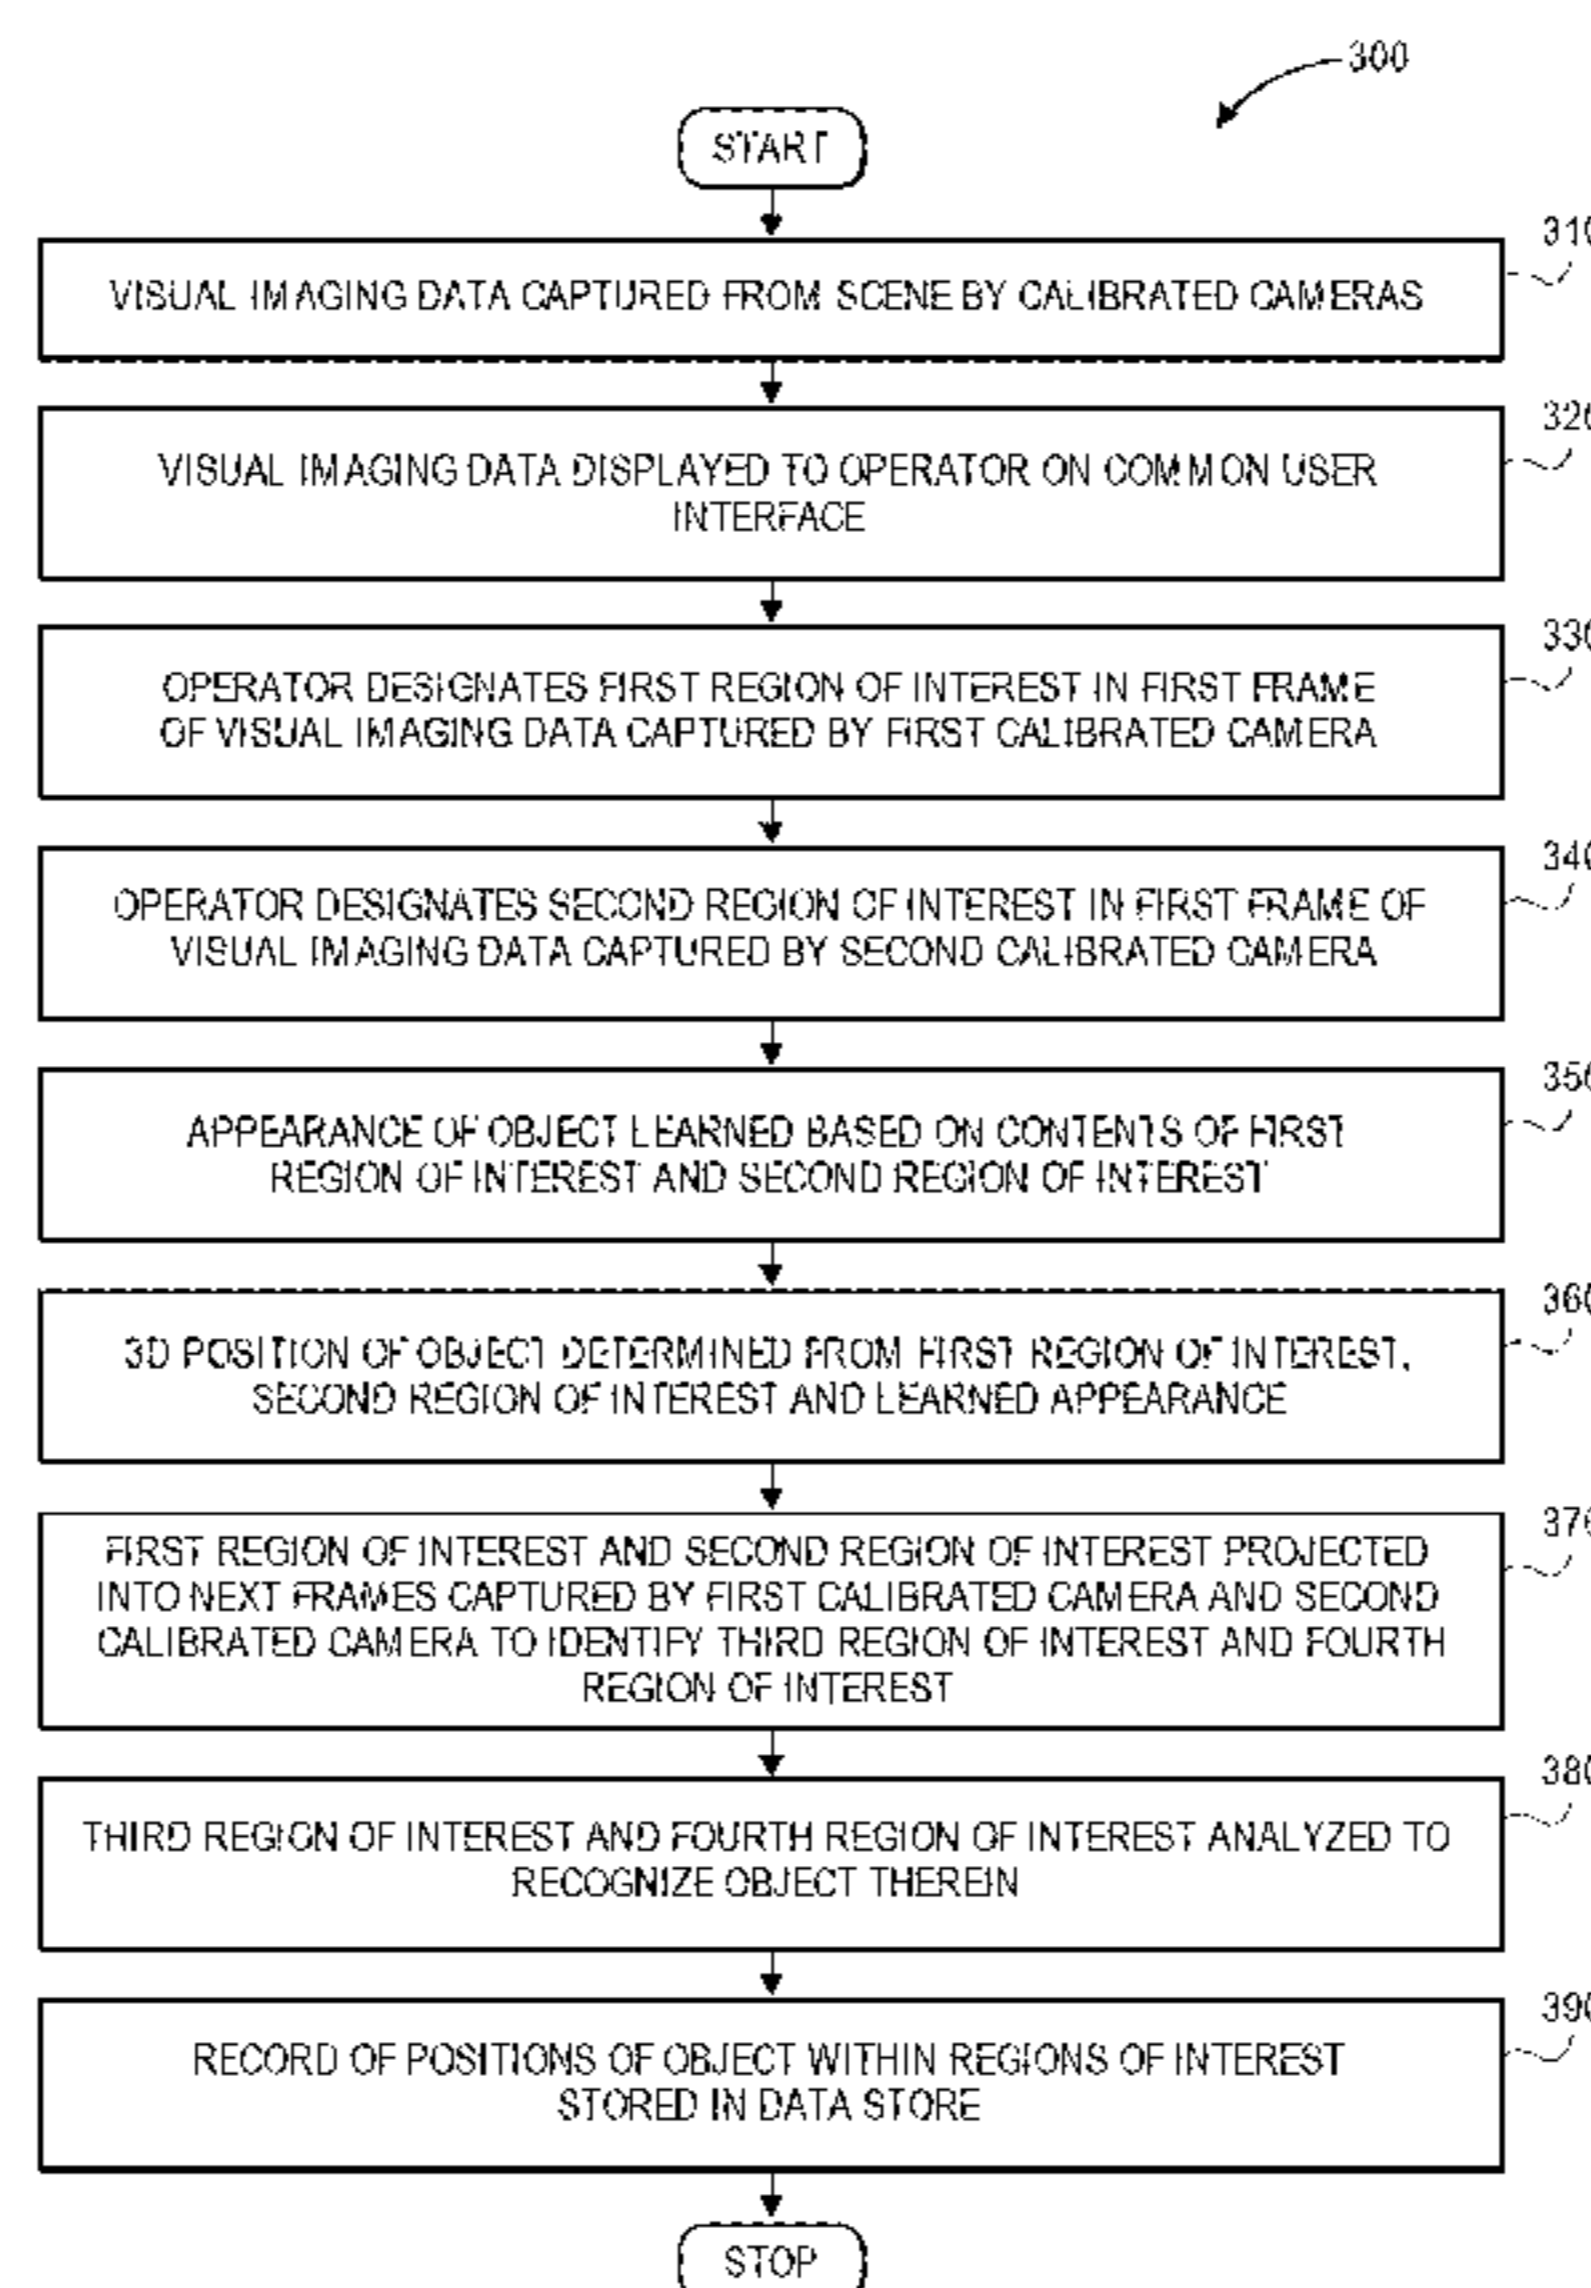 300
START
310
VISUAL IMAGING DATA CAPTURED FROM SCENE BY CALIBRATED CAMERAS
320
VISUAL IMAGING DATA DISPLAYED TO OPERATOR ON COMMON USER
INTERFACE
330
OPERATOR DESIGNATES FIRST REGION OF INTEREST IN FIRST FRAME
OF VISUAL IMAGING DATA CAPTURED BY FIRST CALIBRATED CAMERA
340
OPERATOR DESIGNATES SECOND REGION OF INTEREST IN FIRST FRAME OF
VISUAL IMAGING DATA CAPTURED BY SECOND CALIBRATED CAMERA
350
APPEARANCE OF OBJECT LEARNED BASED ON CONTENTS OF FIRST
REGION OF INTEREST AND SECOND REGION OF INTEREST
360
3D POSITION OF OBJECT DETERMINED FROM FIRST REGION OF INTEREST,
SECOND REGION OF INTEREST AND LEARNED APPEARANCE
370
FIRST REGION OF INTEREST AND SECOND REGION OF INTEREST PROJECTED
INTO NEXT FRAMES CAPTURED BY FIRST CALIBRATED CAMERA AND SECOND
CALIBRATED CAMERA TO IDENTIFY THIRD REGION OF INTEREST AND FOURTH
REGION OF INTEREST
380
THIRD REGION OF INTEREST AND FOURTH REGION OF INTEREST ANALYZED TO
RECOGNIZE OBJECT THEREIN
390
RECORD OF POSITIONS OF OBJECT WITHIN REGIONS OF INTEREST
STORED IN DATA STORE
STOP